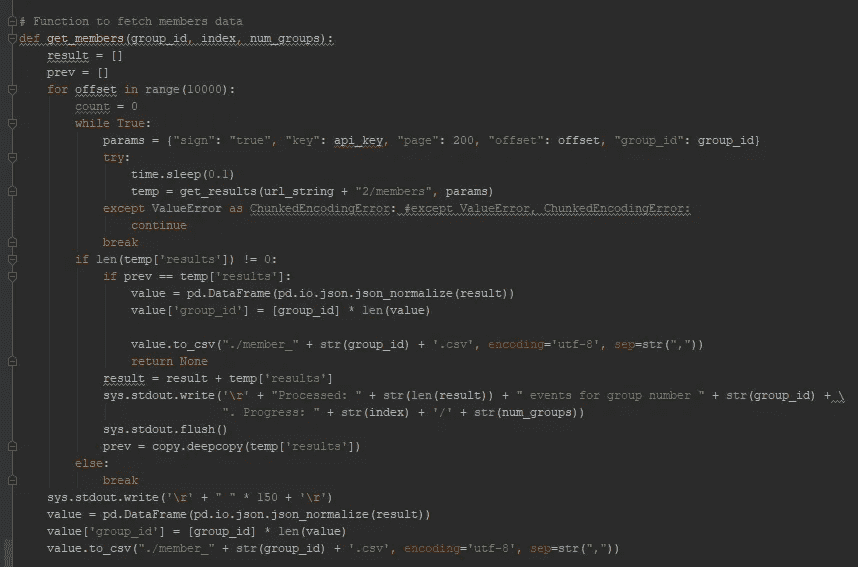 # Function to fetch members data
def get_members(group_id, index, num_groups):
    result = []
    prev = []
    for offset in range(10000):
        count = 0
        while True:
            params = {"sign": "true", "key": api_key, "page": 200, "offset": offset, "group_id": group_id}
            try:
                time.sleep(0.1)
                temp = get_results(url_string + "2/members", params)
            except ValueError as ChunkedEncodingError: #except ValueError, ChunkedEncodingError:
                continue
            break
        if len(temp['results']) != 0:
            if prev == temp['results']:
                value = pd.DataFrame(pd.io.json.json_normalize(result))
                value['group_id'] = [group_id] * len(value)

                value.to_csv("./member_" + str(group_id) + '.csv', encoding='utf-8', sep=str(","))
                return None
            result = result + temp['results']
            sys.stdout.write('\r' + "Processed: " + str(len(result)) + " events for group number " + str(group_id) + \
                             ". Progress: " + str(index) + '/' + str(num_groups))
            sys.stdout.flush()
            prev = copy.deepcopy(temp['results'])
        else:
            break
    sys.stdout.write('\r' + " " * 150 + '\r')
    value = pd.DataFrame(pd.io.json.json_normalize(result))
    value['group_id'] = [group_id] * len(value)
    value.to_csv("./member_" + str(group_id) + '.csv', encoding='utf-8', sep=str(","))